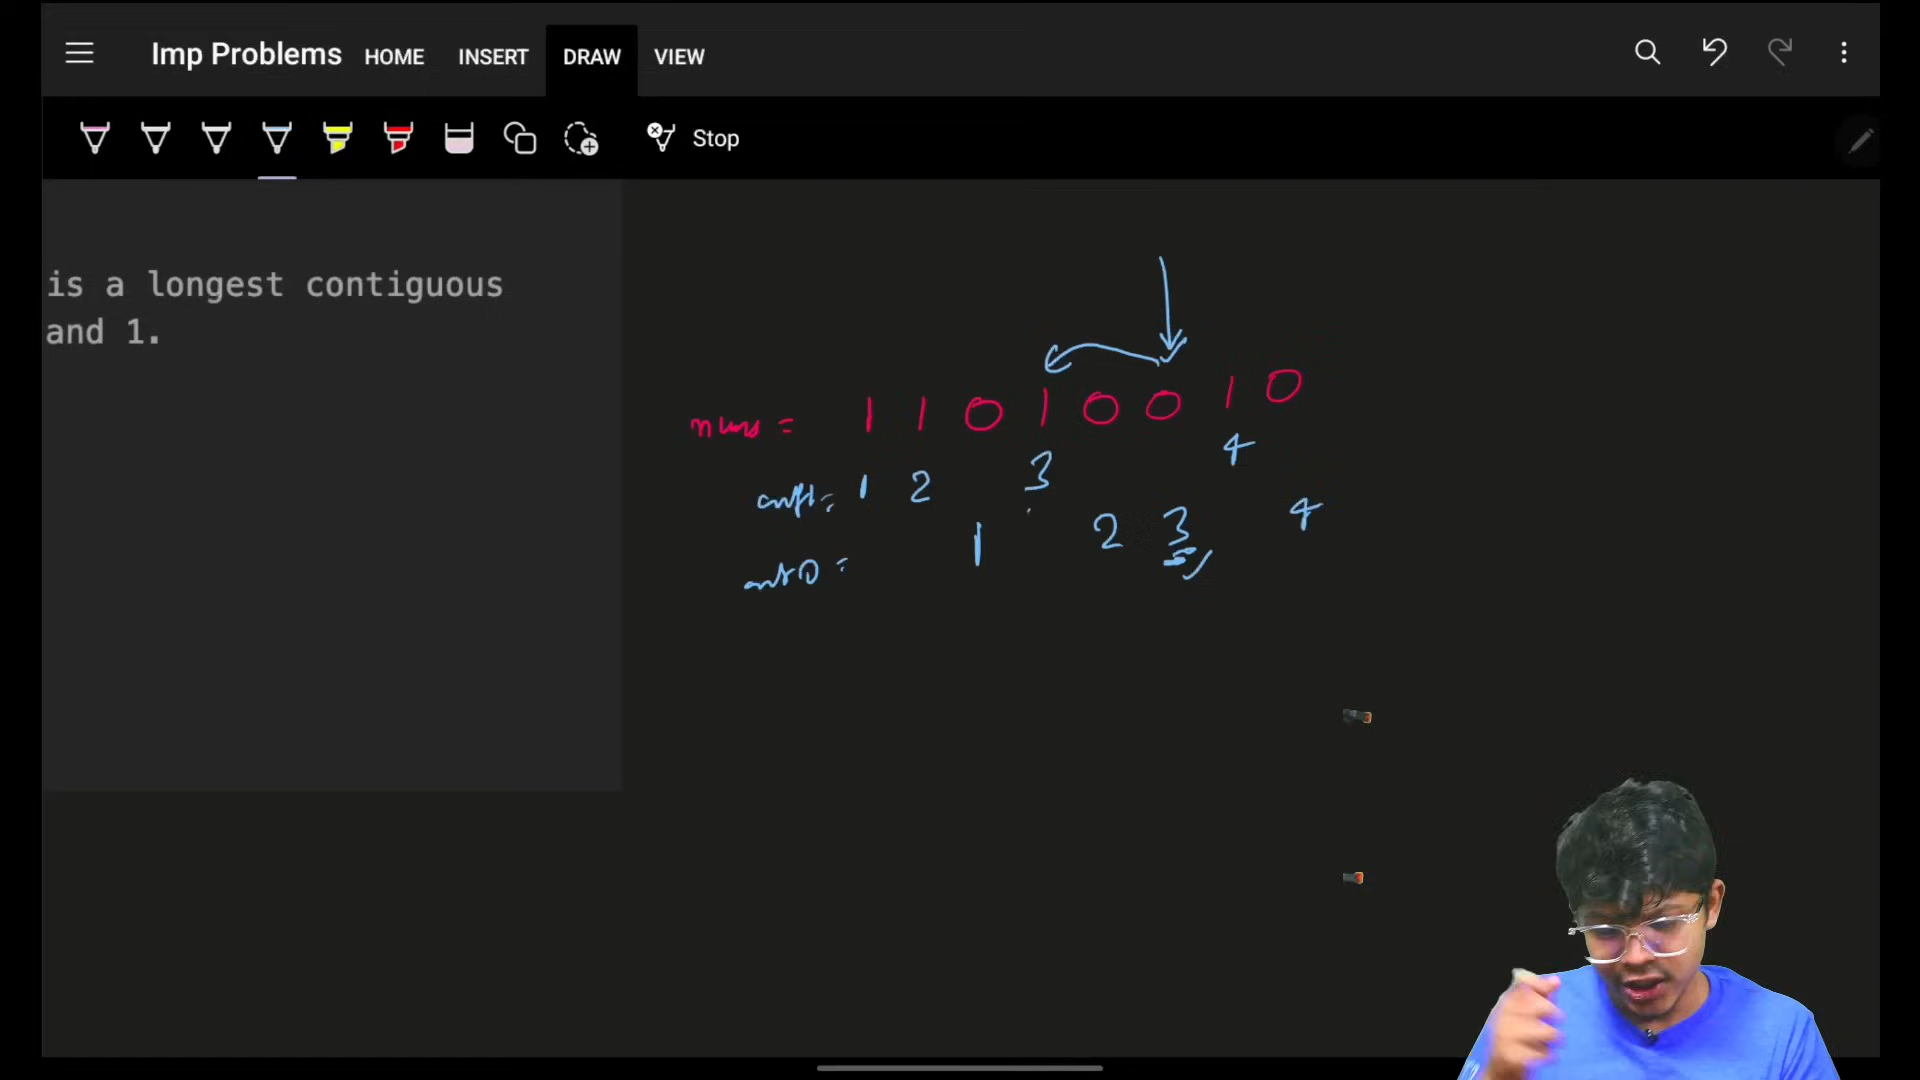 Imp Problems HOME INSERT DRAW VIEW
Stop
is a longest contiguous
and 1.
nums = 1 1 0 1 0 0 1 0
cnt1 = 1 2 3 4
cnt0 = 1 2 3 4